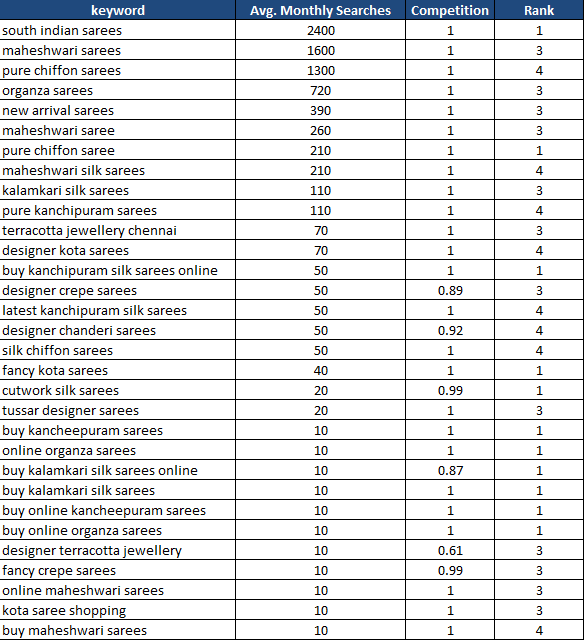 keyword Avg. Monthly Searches Competition Rank
south indian sarees 2400 1 1
maheshwari sarees 1600 1 3
pure chiffon sarees 1300 1 4
organza sarees 720 1 3
new arrival sarees 390 1 3
maheshwari saree 260 1 3
pure chiffon saree 210 1 1
maheshwari silk sarees 210 1 4
kalamkari silk sarees 110 1 3
pure kanchipuram sarees 110 1 4
terracotta jewellery chennai 70 1 3
designer kota sarees 70 1 4
buy kanchipuram silk sarees online 50 1 1
designer crepe sarees 50 0.89 3
latest kanchipuram silk sarees 50 1 4
designer chanderi sarees 50 0.92 4
silk chiffon sarees 50 1 4
fancy kota sarees 40 1 1
cutwork silk sarees 20 0.99 1
tussar designer sarees 20 1 3
buy kancheepuram sarees 10 1 1
online organza sarees 10 1 1
buy kalamkari silk sarees online 10 0.87 1
buy kalamkari silk sarees 10 1 1
buy online kancheepuram sarees 10 1 1
buy online organza sarees 10 1 1
designer terracotta jewellery 10 0.61 3
fancy crepe sarees 10 0.99 3
online maheshwari sarees 10 1 3
kota saree shopping 10 1 3
buy maheshwari sarees 10 1 4